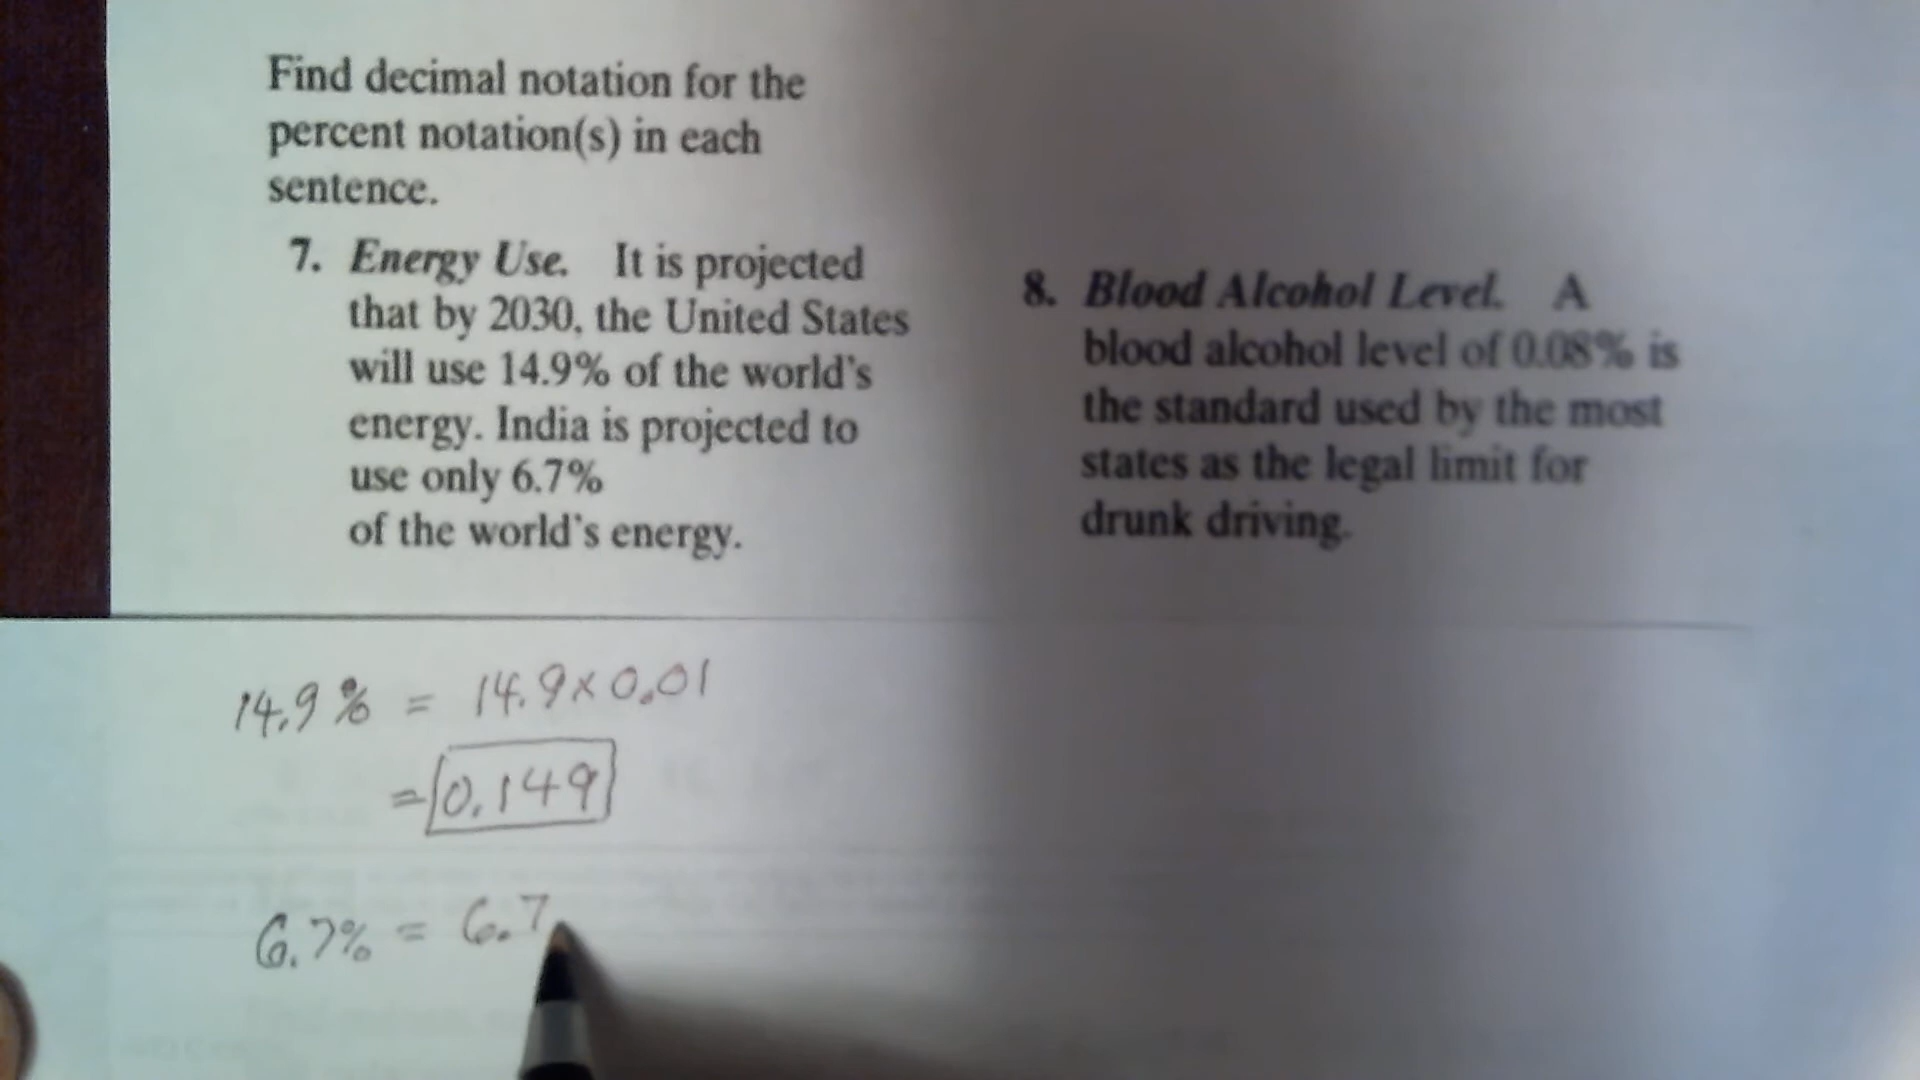 Find decimal notation for the
percent notation(s) in each
sentence.
7. Energy Use. It is projected
that by 2030, the United States
will use 14.9% of the world's
energy. India is projected to
use only 6.7%
of the world's energy.
8. Blood Alcohol Level. A
blood alcohol level of 0.08% is
the standard used by the most
states as the legal limit for
drunk driving.
14.9% = 14.9 × 0.01
= 0.149
6.7% = 6.7